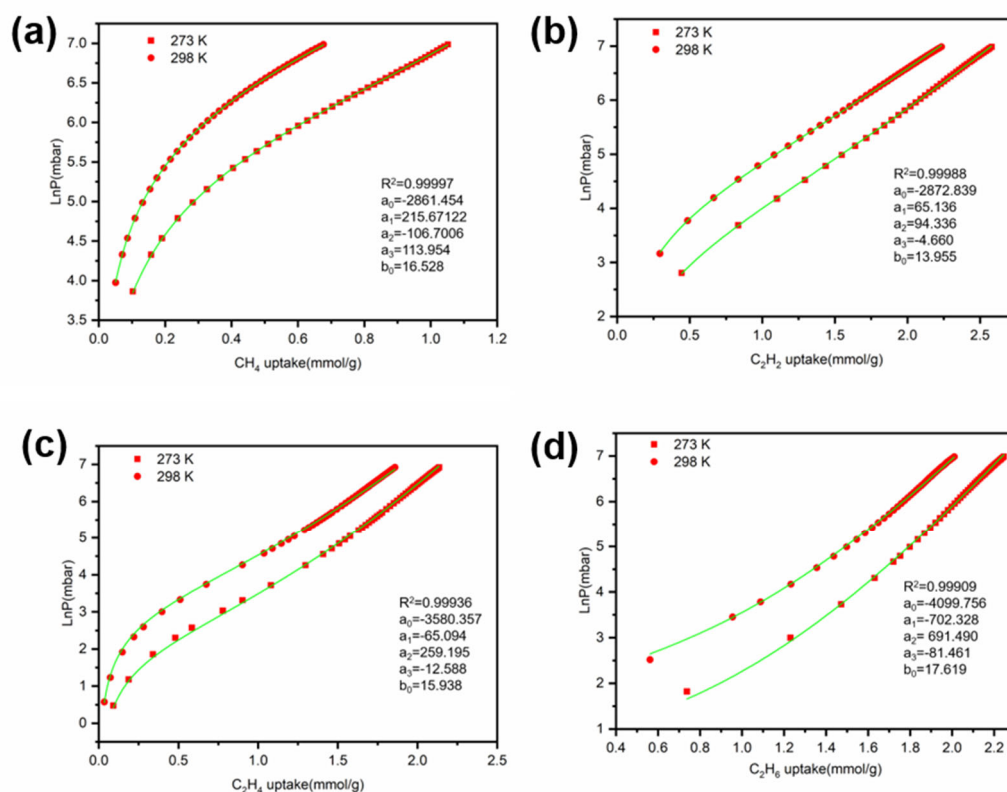 (a)
273 K
298 K
7.0
6.5
6.0
5.5
5.0
4.5
4.0
3.5
LnP(mbar)
R²=0.99997
a₀=-2861.454
a₁=215.67122
a₂=-106.7006
a₃=113.954
b₀=16.528
0.0 0.2 0.4 0.6 0.8 1.0 1.2
CH₄ uptake(mmol/g)
(b)
273 K
298 K
7
6
5
4
3
2
LnP(mbar)
R²=0.99988
a₀=-2872.839
a₁=65.136
a₂=94.336
a₃=-4.660
b₀=13.955
0.0 0.5 1.0 1.5 2.0 2.5
C₂H₂ uptake(mmol/g)
(c)
273 K
298 K
7
6
5
4
3
2
1
0
LnP(mbar)
R²=0.99936
a₀=-3580.357
a₁=-65.094
a₂=259.195
a₃=-12.588
b₀=15.938
0.0 0.5 1.0 1.5 2.0 2.5
C₂H₄ uptake(mmol/g)
(d)
273 K
298 K
8
7
6
5
4
3
2
1
LnP(mbar)
R²=0.99909
a₀=-4099.756
a₁=-702.328
a₂=691.490
a₃=-81.461
b₀=17.619
0.4 0.6 0.8 1.0 1.2 1.4 1.6 1.8 2.0 2.2
C₂H₆ uptake(mmol/g)